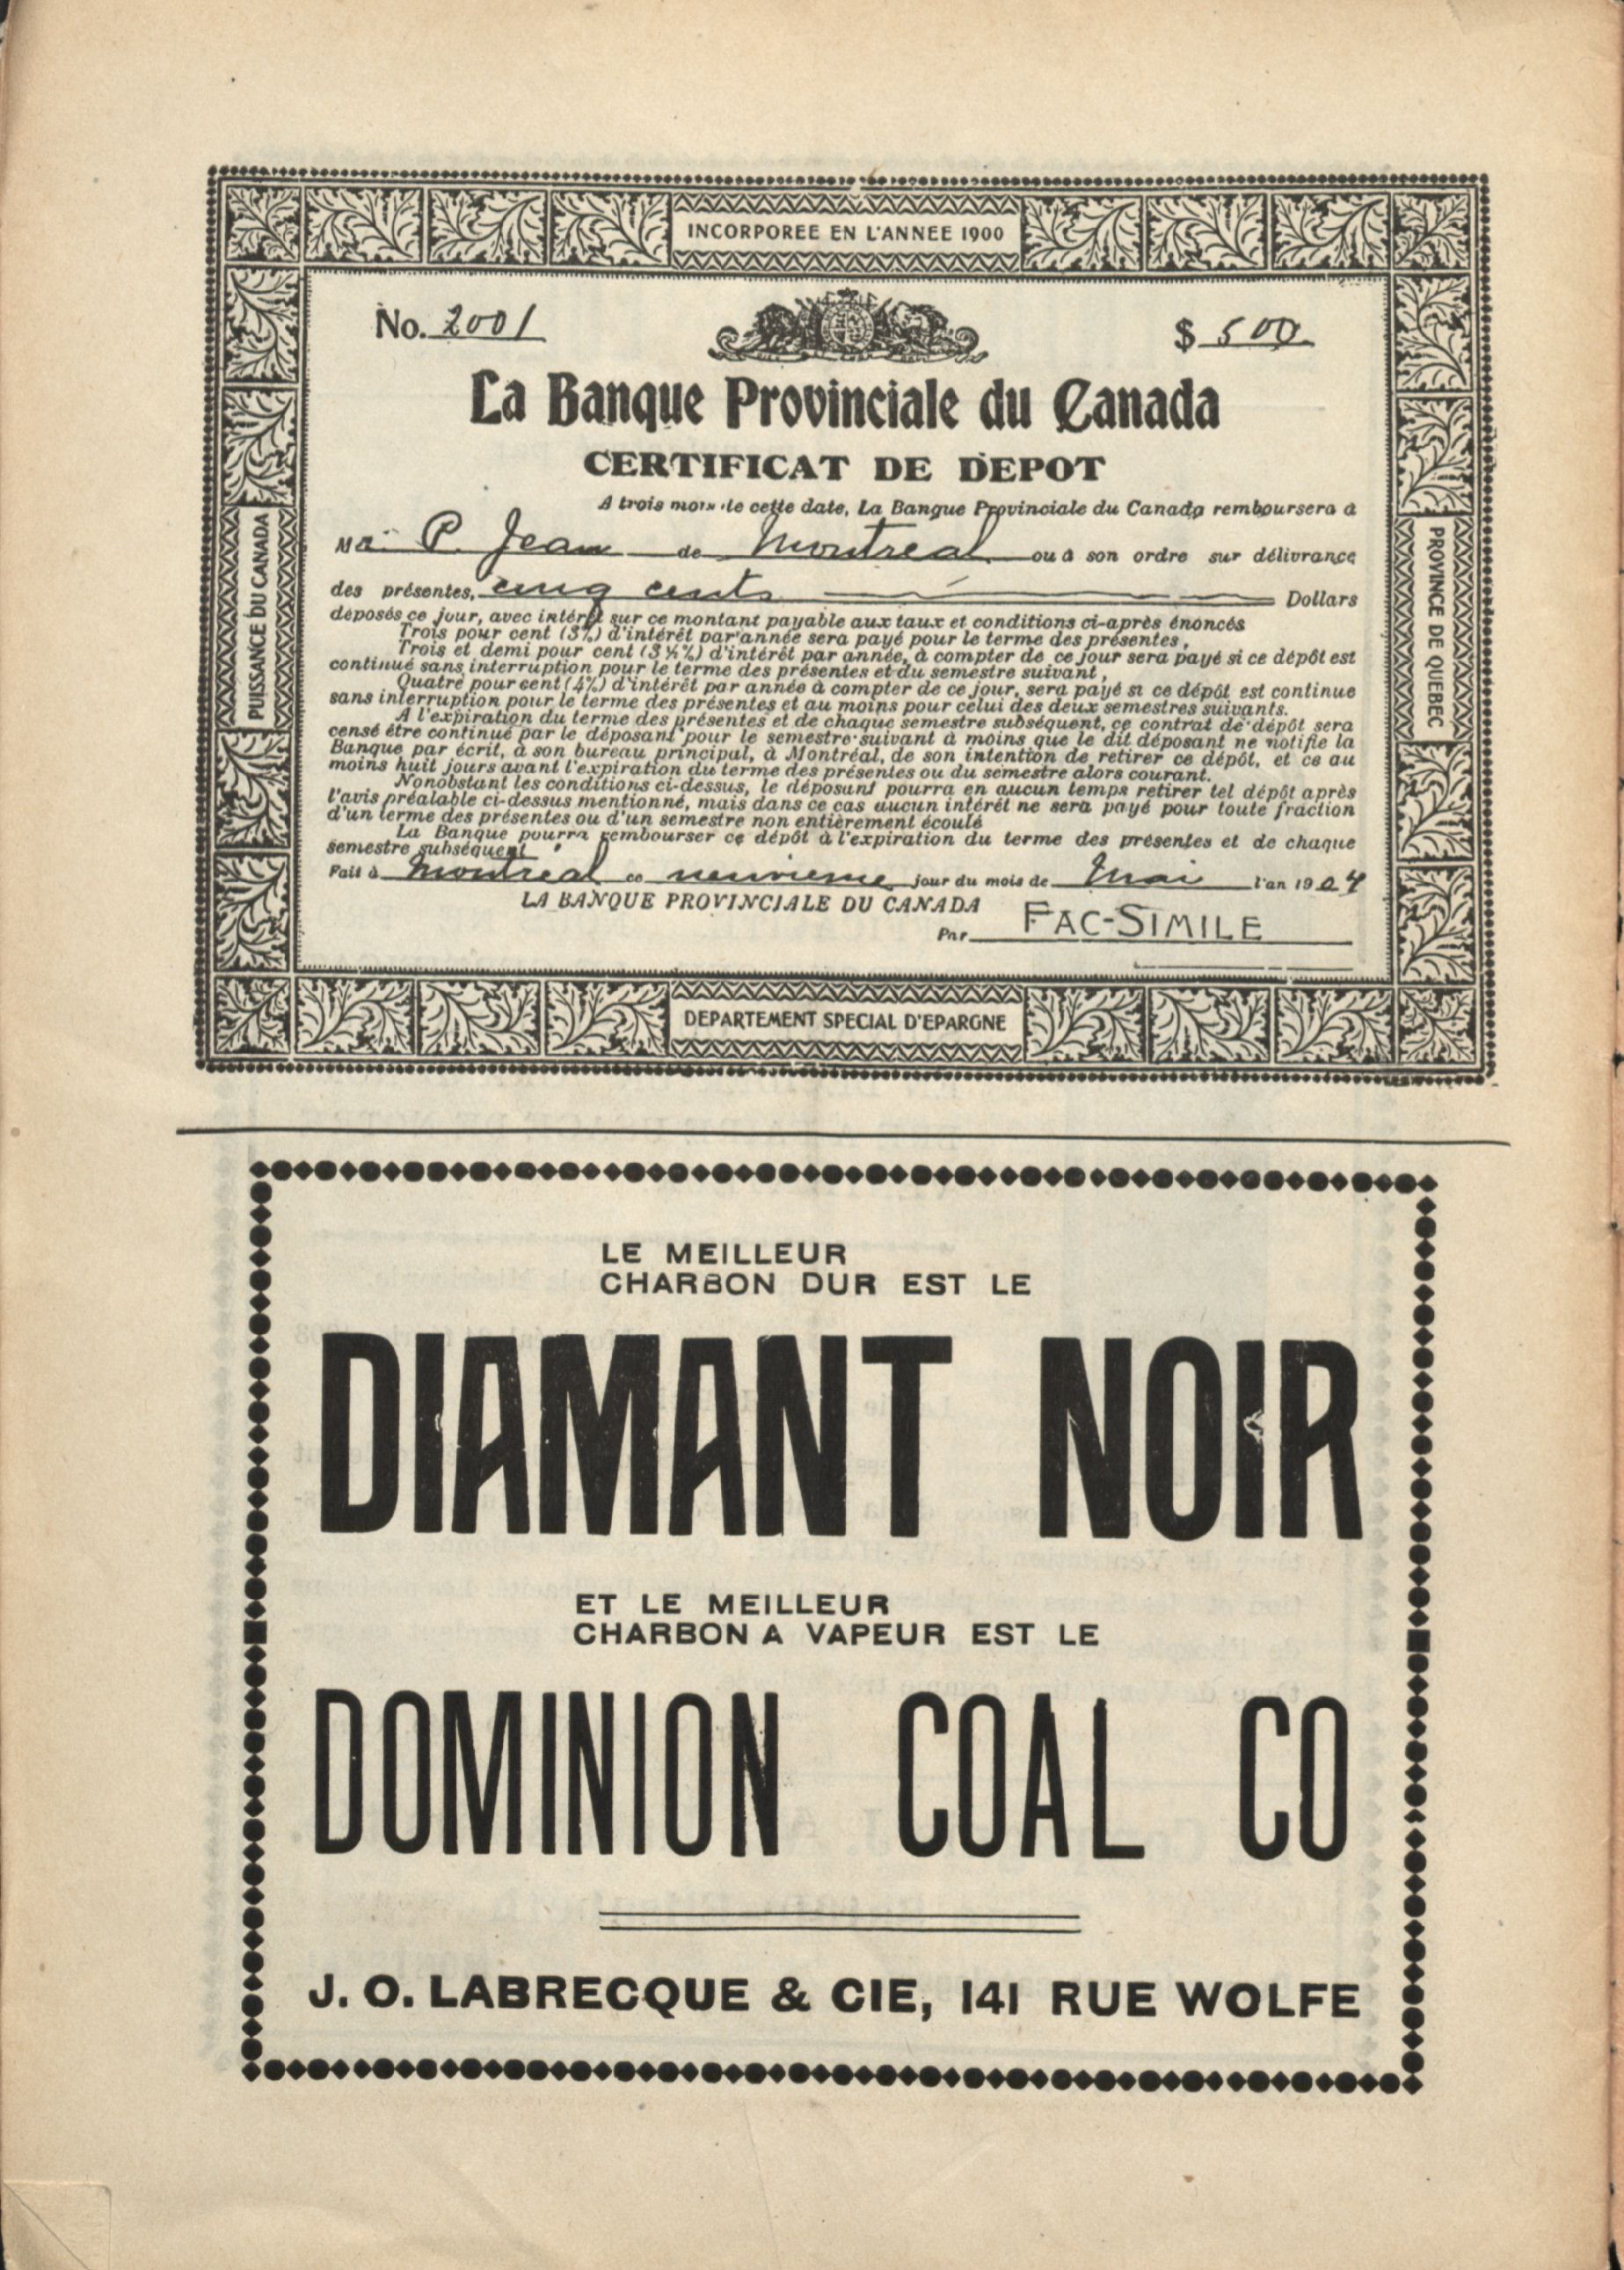 INCORPOREE EN L'ANNEE 1900
No. 2001
$ 500
La Banque Provinciale du Canada
CERTIFICAT DE DEPOT
A trois mois de cette date, La Banque Provinciale du Canada remboursera à
Mr P. Jean de Montreal ou à son ordre sur délivrance
des présentes, cinq cents Dollars
déposés ce jour, avec intérêt sur ce montant payable aux taux et conditions ci-après énoncés
Trois pour cent (3%) d'intérêt par année sera payé pour le terme des présentes,
Trois et demi pour cent (3½%) d'intérêt par année, à compter de ce jour sera payé si ce dépôt est
continué sans interruption pour le terme des présentes et du semestre suivant,
Quatre pour cent (4%) d'intérêt par année à compter de ce jour, sera payé si ce dépôt est continue
sans interruption pour le terme des présentes et au moins pour celui des deux semestres suivants.
A l'expiration du terme des présentes et de chaque semestre subséquent, ce contrat de dépôt sera
censé être continué par le déposant pour le semestre suivant à moins que le dit déposant ne notifie la
Banque par écrit, à son bureau principal, à Montréal, de son intention de retirer ce dépôt, et ce au
moins huit jours avant l'expiration du terme des présentes ou du semestre alors courant.
Nonobstant les conditions ci-dessus, le déposant pourra en aucun temps retirer tel dépôt après
l'avis préalable ci-dessus mentionné, mais dans ce cas aucun intérêt ne sera payé pour toute fraction
d'un terme des présentes ou d'un semestre non entièrement écoulé
La Banque pourra rembourser ce dépôt à l'expiration du terme des présentes et de chaque
semestre subséquent
Fait à Montreal ce neuvieme jour du mois de Mai l'an 1904
LA BANQUE PROVINCIALE DU CANADA
Par FAC-SIMILE
PUISSANCE DU CANADA
PROVINCE DE QUEBEC
DEPARTEMENT SPECIAL D'EPARGNE
LE MEILLEUR
CHARBON DUR EST LE
DIAMANT NOIR
ET LE MEILLEUR
CHARBON A VAPEUR EST LE
DOMINION COAL CO
J. O. LABRECQUE & CIE, 141 RUE WOLFE